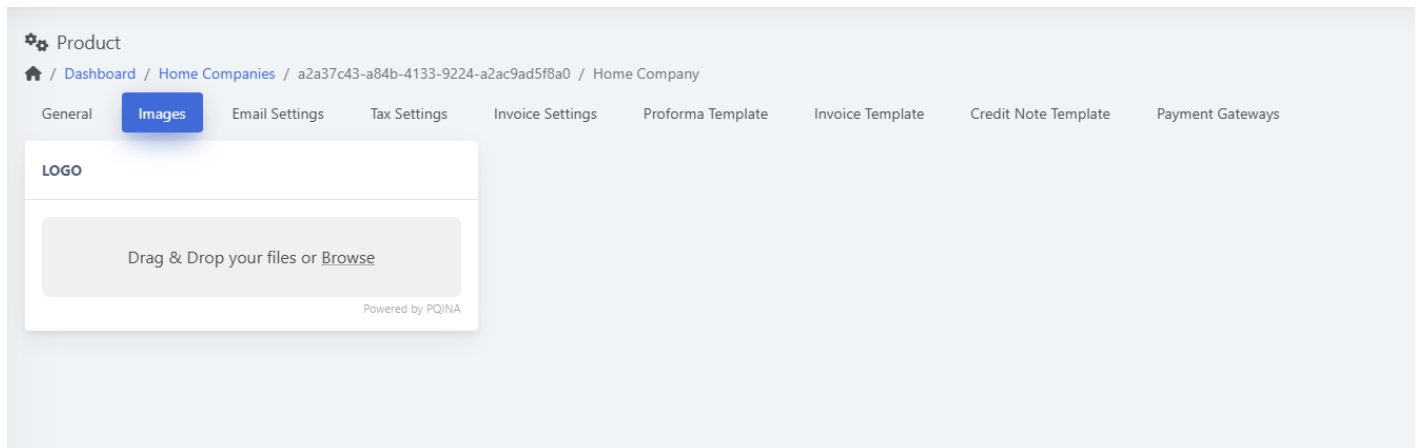 Product
/ Dashboard / Home Companies / a2a37c43-a84b-4133-9224-a2ac9ad5f8a0 / Home Company
General Images Email Settings Tax Settings Invoice Settings Proforma Template Invoice Template Credit Note Template Payment Gateways
LOGO
Drag & Drop your files or Browse
Powered by PQINA